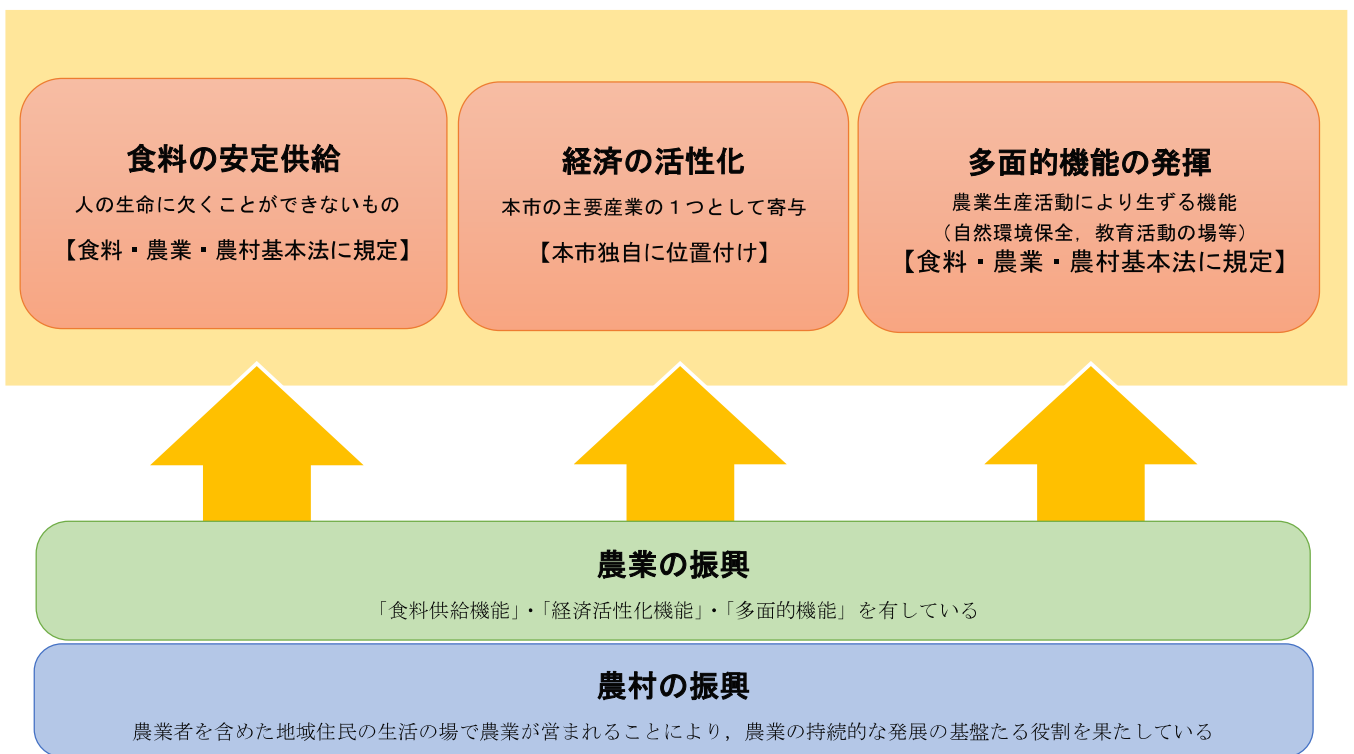 食料の安定供給
人の生命に欠くことができないもの
【食料・農業・農村基本法に規定】
経済の活性化
本市の主要産業の１つとして寄与
【本市独自に位置付け】
多面的機能の発揮
農業生産活動により生ずる機能
（自然環境保全，教育活動の場等）
【食料・農業・農村基本法に規定】
農業の振興
「食料供給機能」・「経済活性化機能」・「多面的機能」を有している
農村の振興
農業者を含めた地域住民の生活の場で農業が営まれることにより，農業の持続的な発展の基盤たる役割を果たしている